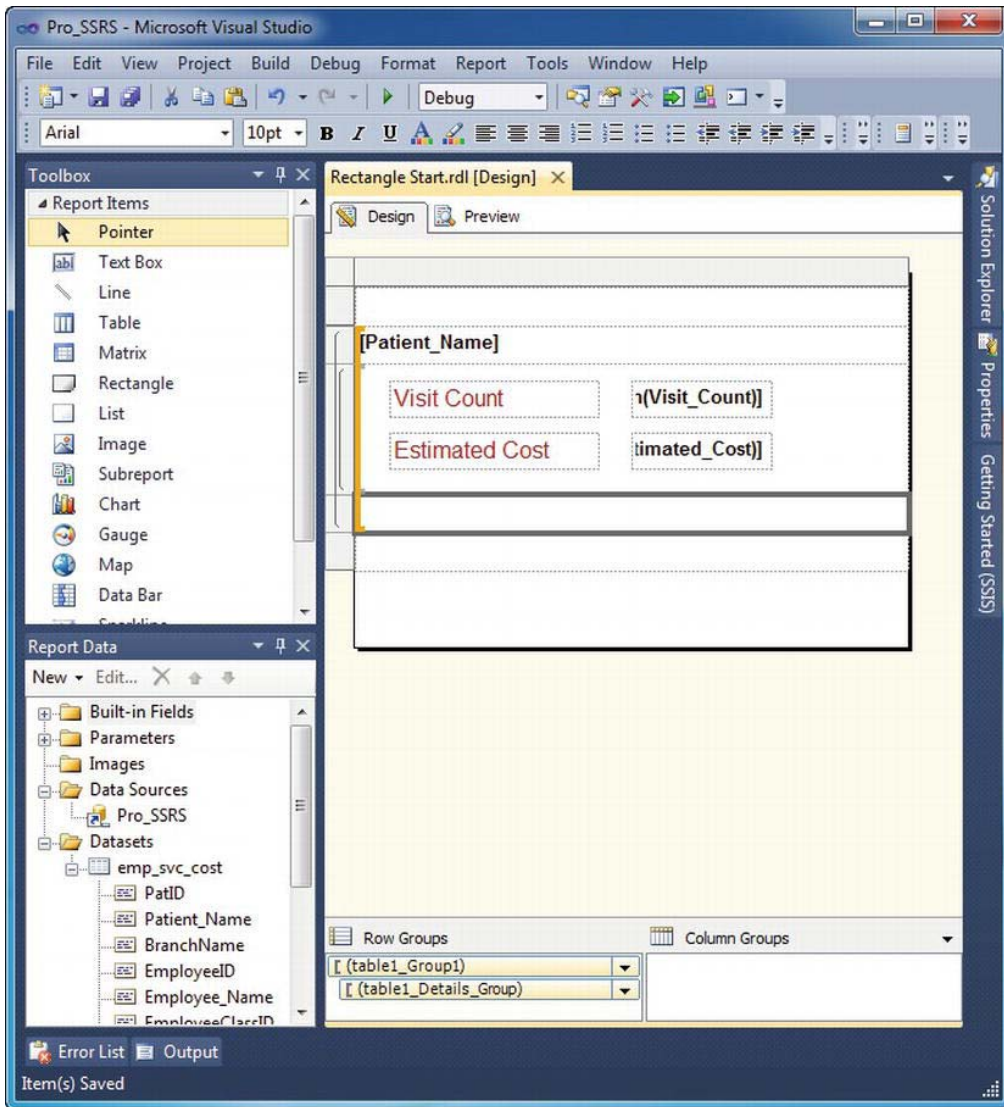 Pro_SSRS - Microsoft Visual Studio
File Edit View Project Build Debug Format Report Tools Window Help
Debug
Arial 10pt B I U A
Toolbox
Report Items
Pointer
Text Box
Line
Table
Matrix
Rectangle
List
Image
Subreport
Chart
Gauge
Map
Data Bar
Rectangle Start.rdl [Design]
Design Preview
[Patient_Name]
Visit Count
(Visit_Count)]
Estimated Cost
timated_Cost)]
Solution Explorer
Properties
Getting Started (SSIS)
Report Data
New Edit...
Built-in Fields
Parameters
Images
Data Sources
Pro_SSRS
Datasets
emp_svc_cost
PatID
Patient_Name
BranchName
EmployeeID
Employee_Name
EmployeeClassID
Row Groups
Column Groups
[ (table1_Group1)
[ (table1_Details_Group)
Error List Output
Item(s) Saved